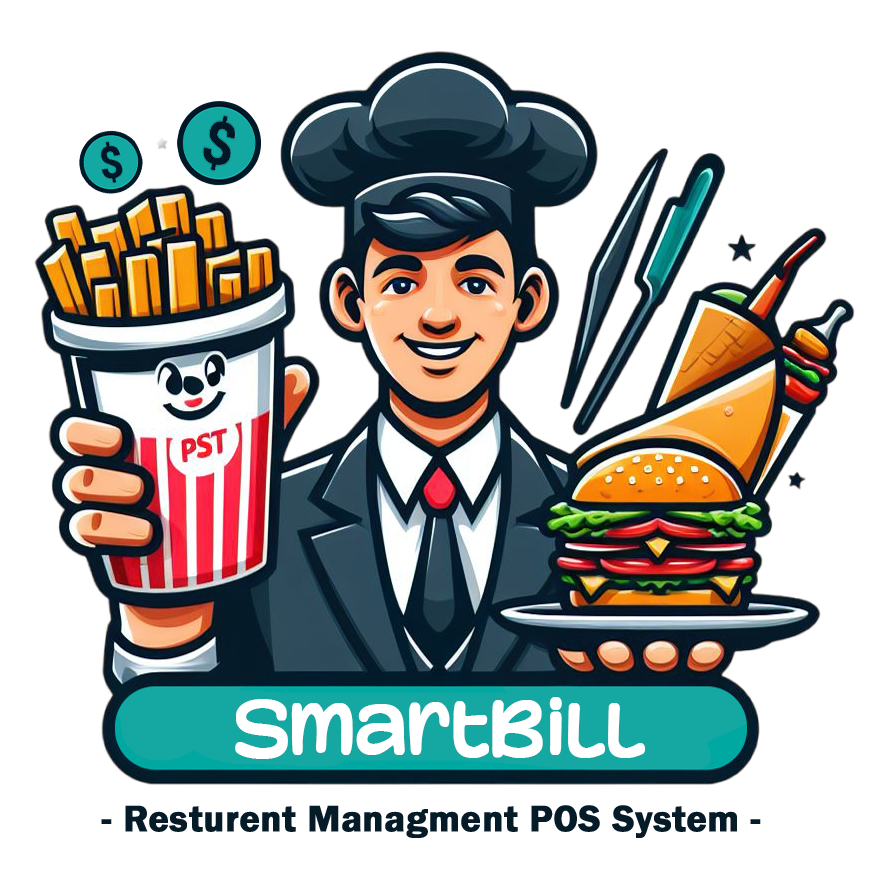 $ $
PST
SmartBill
- Resturent Managment POS System -